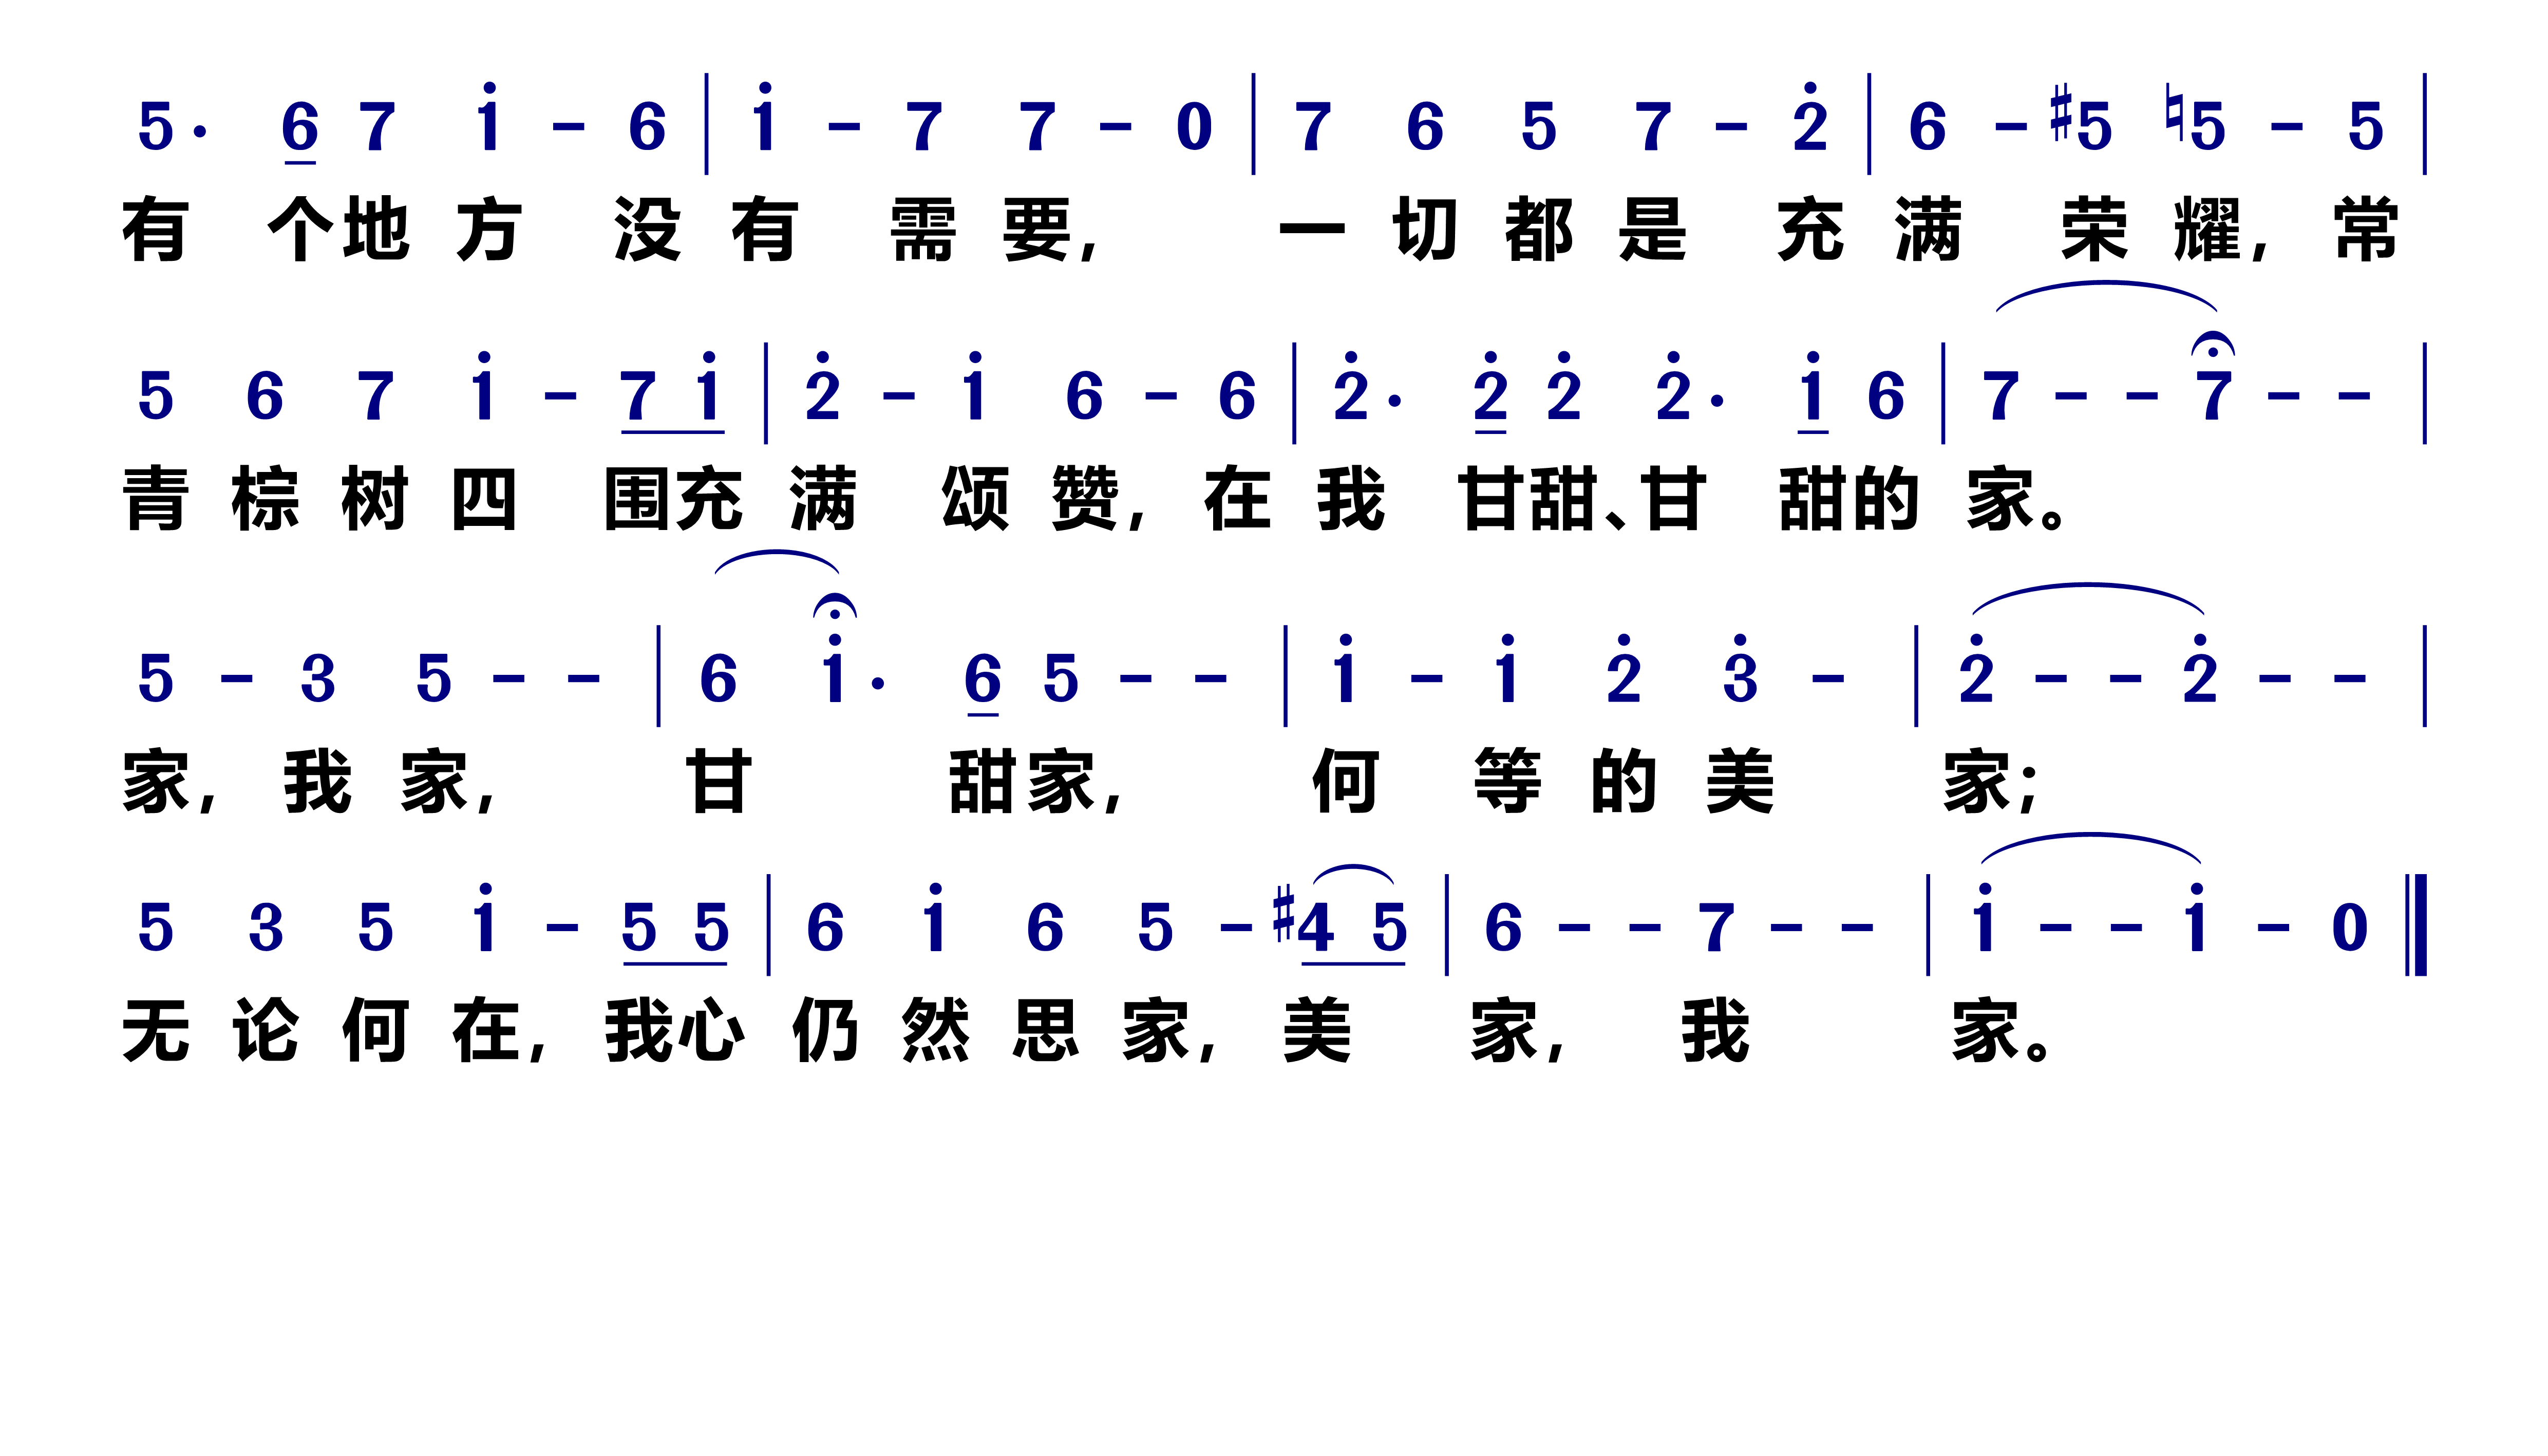 5· 6 7 i - 6 | i - 7 7 - 0 | 7 6 5 7 - 2̇ | 6 - ♯5 ♮5 - 5 |
有 个地 方 没 有 需 要, 一 切 都 是 充 满 荣 耀, 常
5 6 7 i - 7 i | 2̇ - i 6 - 6 | 2̇· 2̇ 2̇ 2̇· i 6 | 7 - - 7 - - |
青 棕 树 四 围充 满 颂 赞, 在 我 甘甜、甘 甜的 家。
5 - 3 5 - - | 6 i· 6 5 - - | i - i 2̇ 3̇ - | 2̇ - - 2̇ - - |
家, 我 家, 甘 甜家, 何 等 的 美 家;
5 3 5 i - 5 5 | 6 i 6 5 - ♯4 5 | 6 - - 7 - - | i - - i - 0 ‖
无 论 何 在, 我心 仍 然 思 家, 美 家, 我 家。